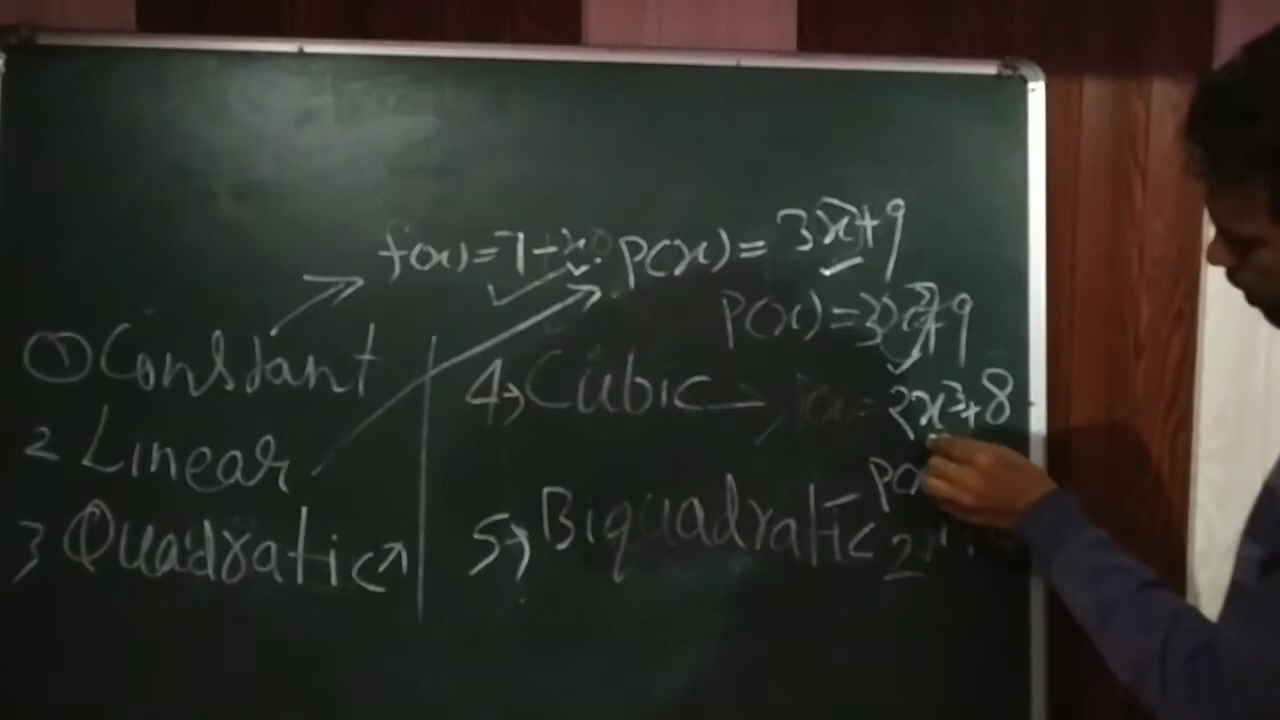 f(x)=7+x⁰ P(x)= 3x+9
P(x)=3x²+9
① Constant
4, Cubic → P(x)= 2x³+8
2 Linear
5, Biquadratic P(x
3 Quadratic